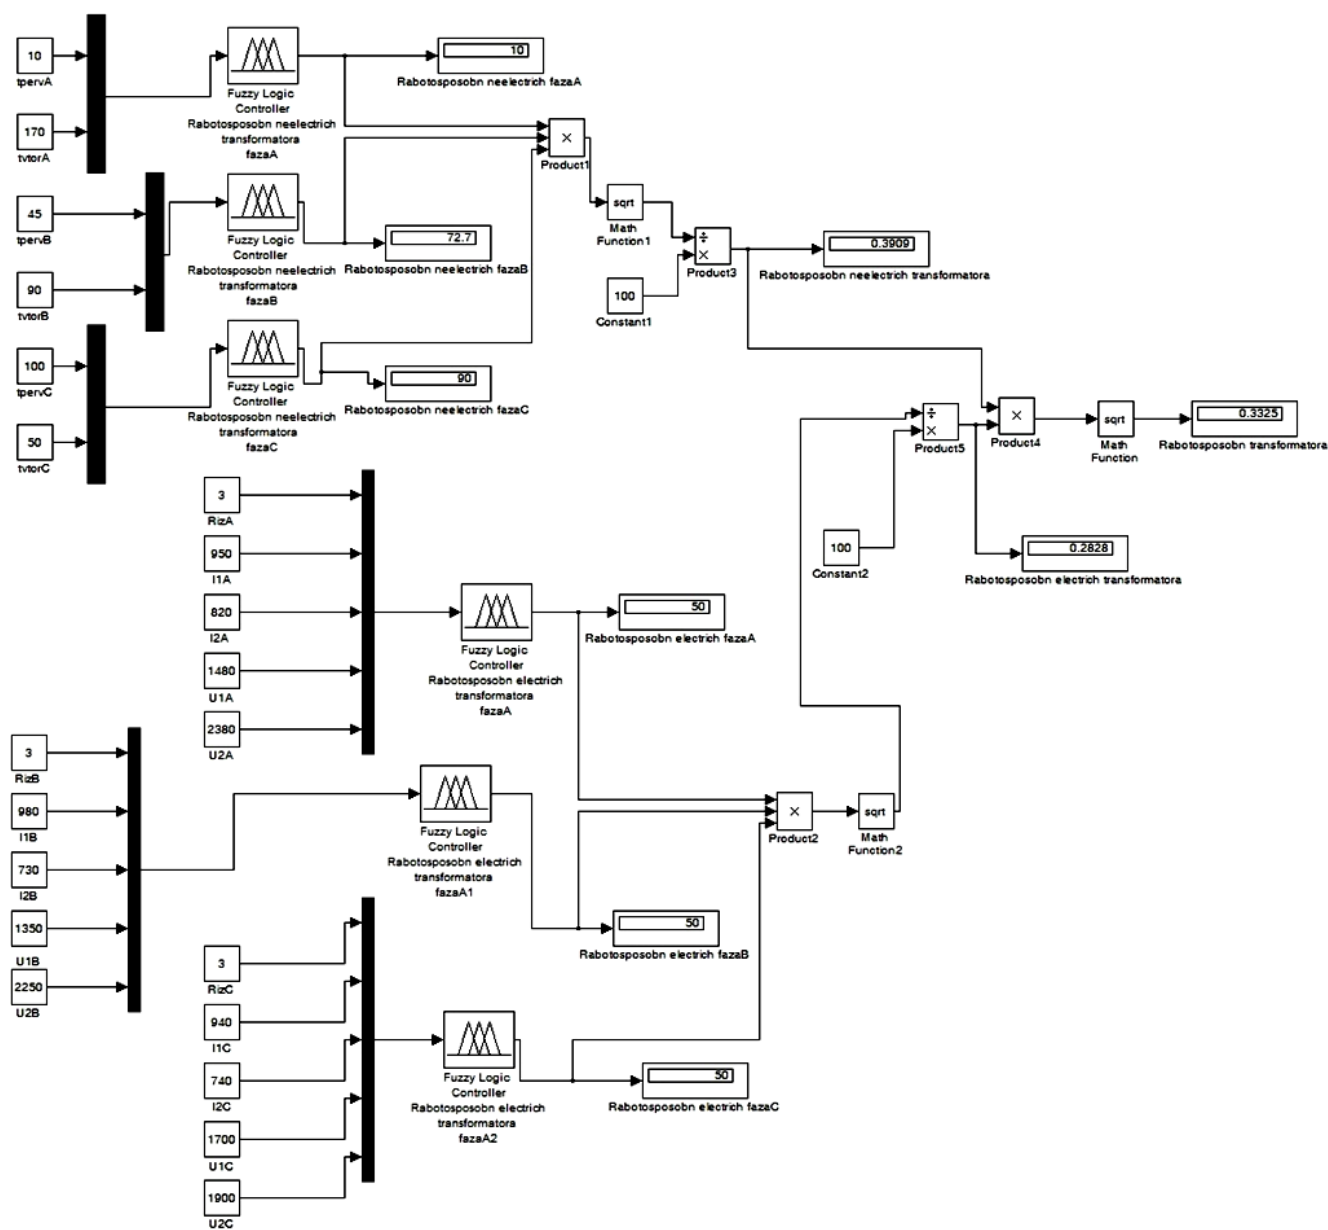 10
tpervA
170
tvtorA
Fuzzy Logic
Controller
Rabotosposobn neelectrich
transformatora
fazaA
10
Rabotosposobn neelectrich fazaA
45
tpervB
90
tvtorB
Fuzzy Logic
Controller
Rabotosposobn neelectrich
transformatora
fazaB
72.7
Rabotosposobn neelectrich fazaB
100
tpervC
50
tvtorC
Fuzzy Logic
Controller
Rabotosposobn neelectrich
transformatora
fazaC
90
Rabotosposobn neelectrich fazaC
×
Product1
sqrt
Math
Function1
100
Constant1
÷
×
Product3
0.3909
Rabotosposobn neelectrich transformatora
÷
×
Product5
×
Product4
sqrt
Math
Function
0.3325
Rabotosposobn transformatora
100
Constant2
0.2828
Rabotosposobn electrich transformatora
3
RizA
950
I1A
820
I2A
1480
U1A
2380
U2A
Fuzzy Logic
Controller
Rabotosposobn electrich
transformatora
fazaA
50
Rabotosposobn electrich fazaA
3
RizB
980
I1B
730
I2B
1350
U1B
2250
U2B
Fuzzy Logic
Controller
Rabotosposobn electrich
transformatora
fazaA1
50
Rabotosposobn electrich fazaB
×
Product2
sqrt
Math
Function2
3
RizC
940
I1C
740
I2C
1700
U1C
1900
U2C
Fuzzy Logic
Controller
Rabotosposobn electrich
transformatora
fazaA2
50
Rabotosposobn electrich fazaC